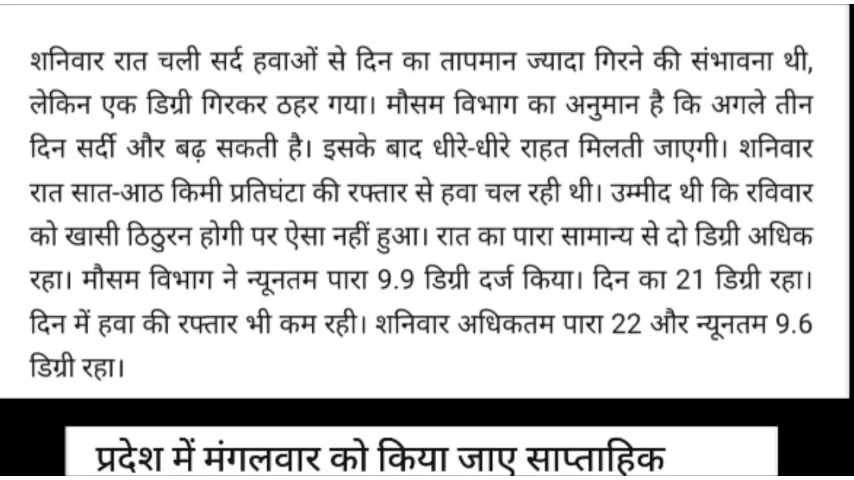 शनिवार रात चली सर्द हवाओं से दिन का तापमान ज्यादा गिरने की संभावना थी,
लेकिन एक डिग्री गिरकर ठहर गया। मौसम विभाग का अनुमान है कि अगले तीन
दिन सर्दी और बढ़ सकती है। इसके बाद धीरे-धीरे राहत मिलती जाएगी। शनिवार
रात सात-आठ किमी प्रतिघंटा की रफ्तार से हवा चल रही थी। उम्मीद थी कि रविवार
को खासी ठिठुरन होगी पर ऐसा नहीं हुआ। रात का पारा सामान्य से दो डिग्री अधिक
रहा। मौसम विभाग ने न्यूनतम पारा 9.9 डिग्री दर्ज किया। दिन का 21 डिग्री रहा।
दिन में हवा की रफ्तार भी कम रही। शनिवार अधिकतम पारा 22 और न्यूनतम 9.6
डिग्री रहा।
प्रदेश में मंगलवार को किया जाए साप्ताहिक